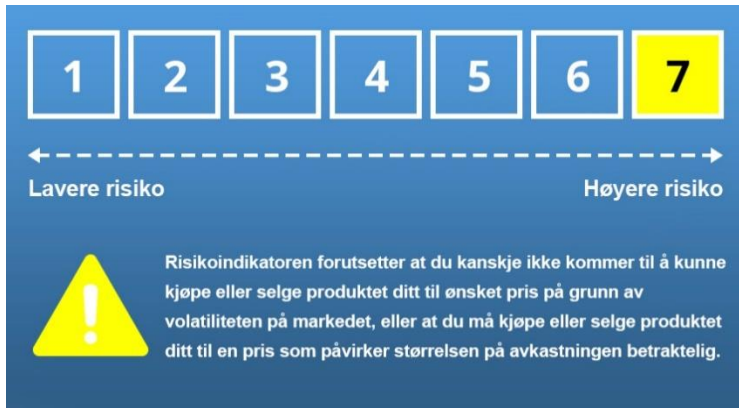 1 2 3 4 5 6 7
Lavere risiko Høyere risiko
Risikoindikatoren forutsetter at du kanskje ikke kommer til å kunne
kjøpe eller selge produktet ditt til ønsket pris på grunn av
volatiliteten på markedet, eller at du må kjøpe eller selge produktet
ditt til en pris som påvirker størrelsen på avkastningen betraktelig.